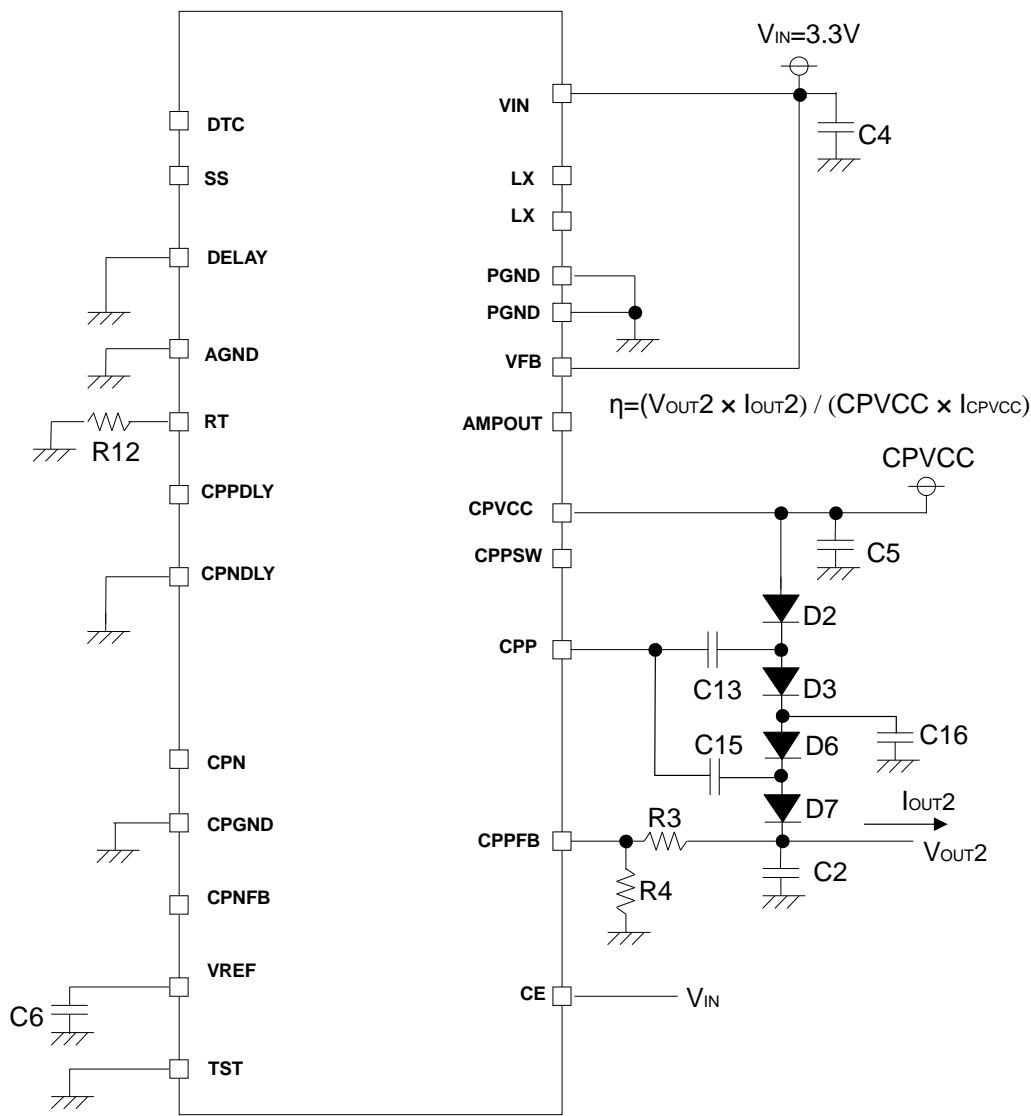 VIN=3.3V
VIN
C4
DTC
SS
LX
LX
DELAY
PGND
PGND
AGND
VFB
η=(VOUT2 × IOUT2) / (CPVCC × ICPVCC)
RT
R12
AMPOUT
CPVCC
CPPDLY
CPVCC
C5
CPPSW
CPNDLY
D2
CPP
C13
D3
C15
D6
C16
CPN
D7
IOUT2
CPGND
R3
CPPFB
VOUT2
C2
R4
CPNFB
VREF
CE
VIN
C6
TST